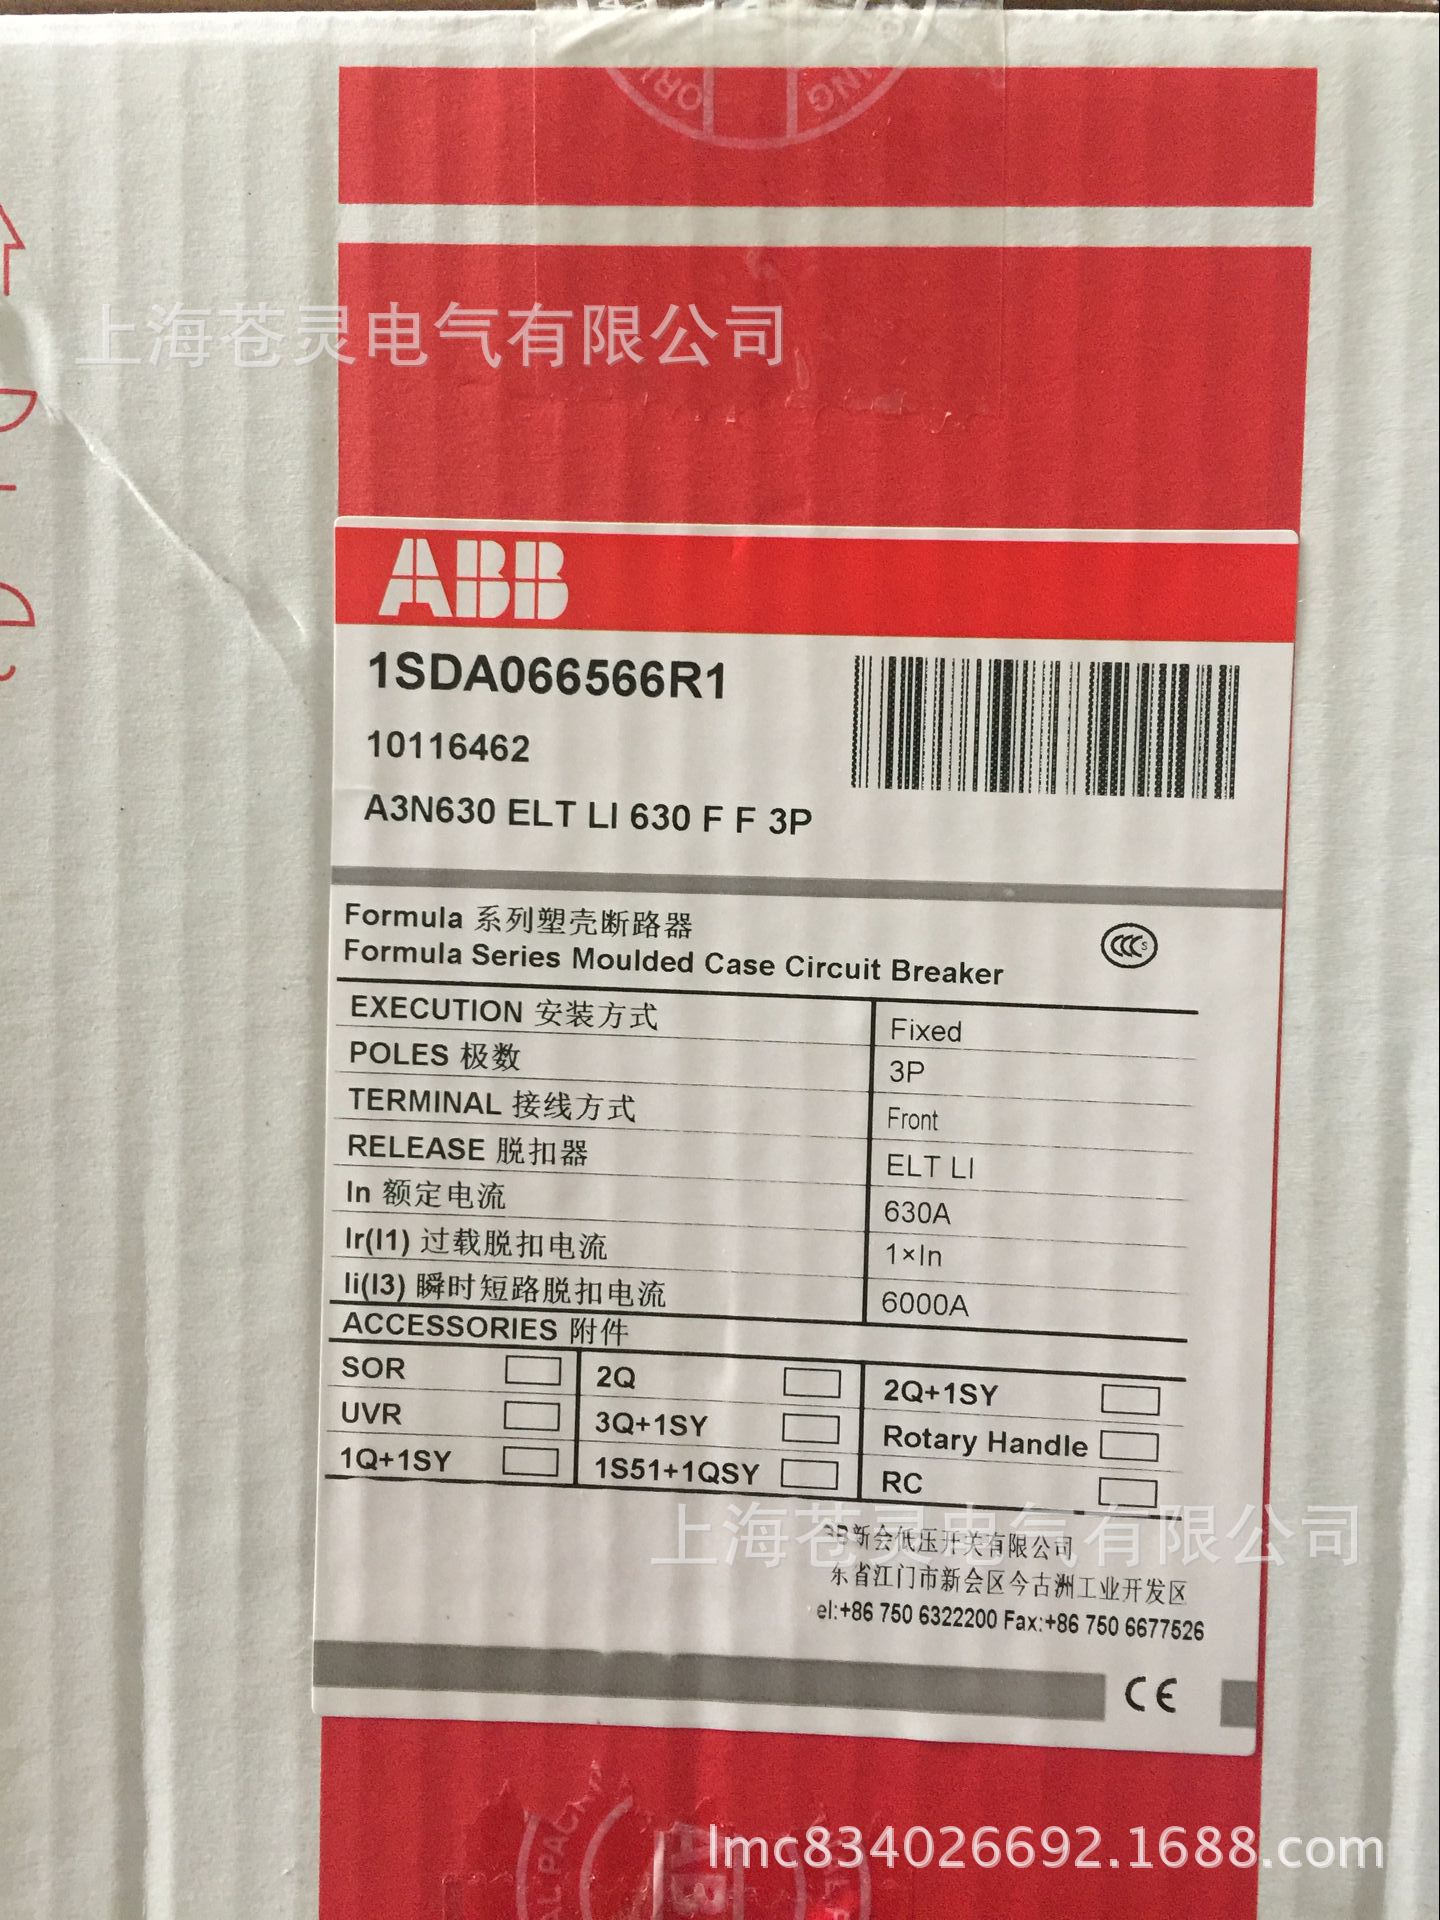 上海苍灵电气有限公司
ABB
1SDA066566R1
10116462
A3N630 ELT LI 630 F F 3P
Formula 系列塑壳断路器
Formula Series Moulded Case Circuit Breaker
EXECUTION 安装方式 Fixed
POLES 极数 3P
TERMINAL 接线方式 Front
RELEASE 脱扣器 ELT LI
In 额定电流 630A
Ir(I1) 过载脱扣电流 1×In
Ii(I3) 瞬时短路脱扣电流 6000A
ACCESSORIES 附件
SOR 2Q 2Q+1SY
UVR 3Q+1SY Rotary Handle
1Q+1SY 1S51+1QSY RC
上海苍灵电气有限公司
BB新会低压开关有限公司
东省江门市新会区今古洲工业开发区
el:+86 750 6322200 Fax:+86 750 6677526
CE
lmc834026692.1688.com